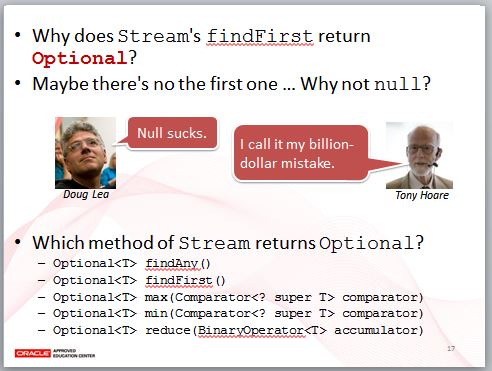 • Why does Stream's findFirst return
Optional?
• Maybe there's no the first one ... Why not null?
Null sucks.
I call it my billion-
dollar mistake.
Doug Lea
Tony Hoare
• Which method of Stream returns Optional?
– Optional<T> findAny()
– Optional<T> findFirst()
– Optional<T> max(Comparator<? super T> comparator)
– Optional<T> min(Comparator<? super T> comparator)
– Optional<T> reduce(BinaryOperator<T> accumulator)
17
ORACLE APPROVED
EDUCATION CENTER